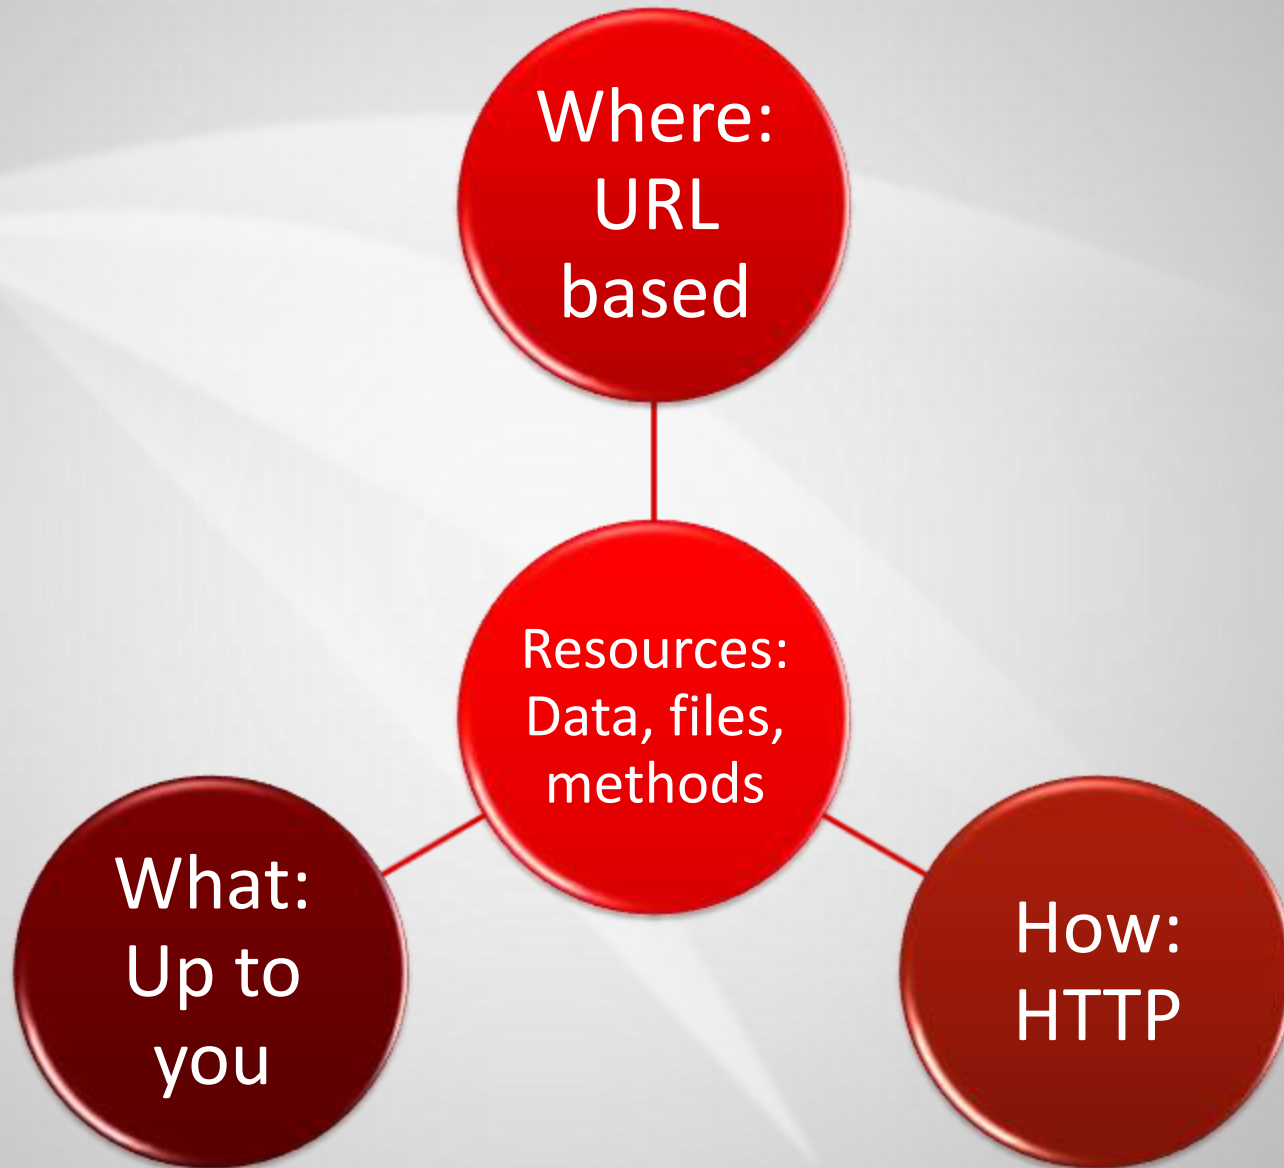 Where:
URL
based
Resources:
Data, files,
methods
What:
Up to
you
How:
HTTP